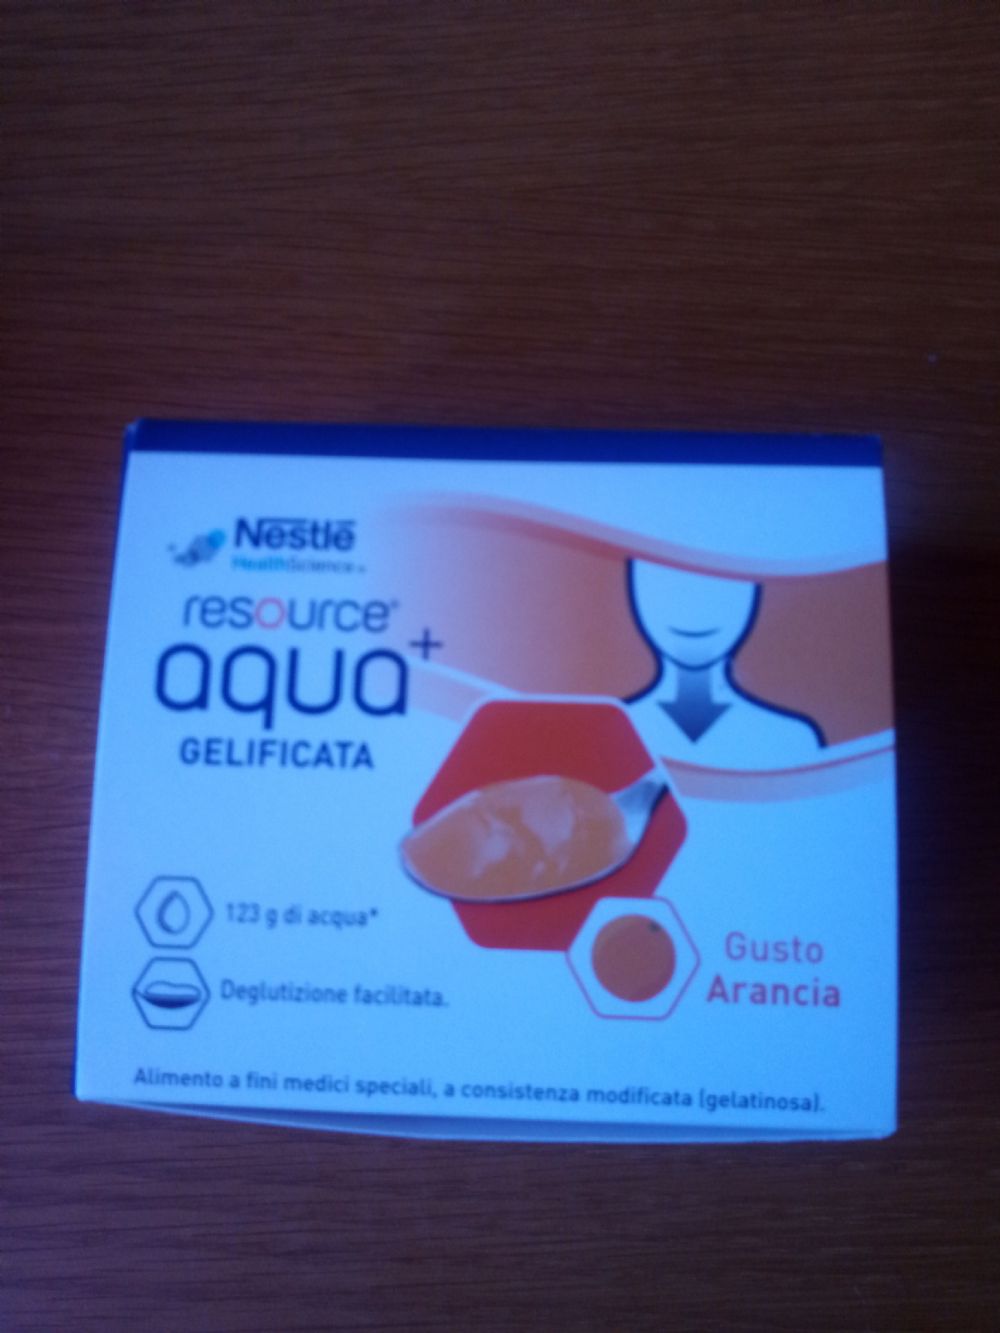 Nestlé
HealthScience
resource®
aqua+
GELIFICATA
123 g di acqua*
Deglutizione facilitata.
Gusto
Arancia
Alimento a fini medici speciali, a consistenza modificata (gelatinosa).